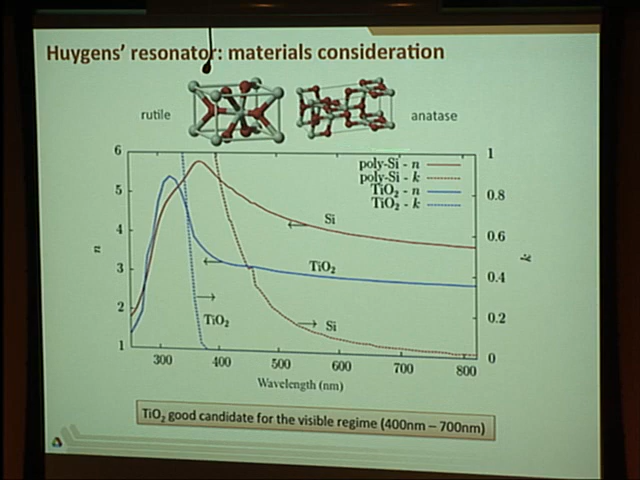 Huygens' resonator: materials consideration
rutile
anatase
6
5
4
3
2
1
n
1
0.8
0.6
0.4
0.2
0
k
poly-Si - n
poly-Si - k
TiO2 - n
TiO2 - k
Si
TiO2
TiO2
Si
300 400 500 600 700 800
Wavelength (nm)
TiO2 good candidate for the visible regime (400nm – 700nm)